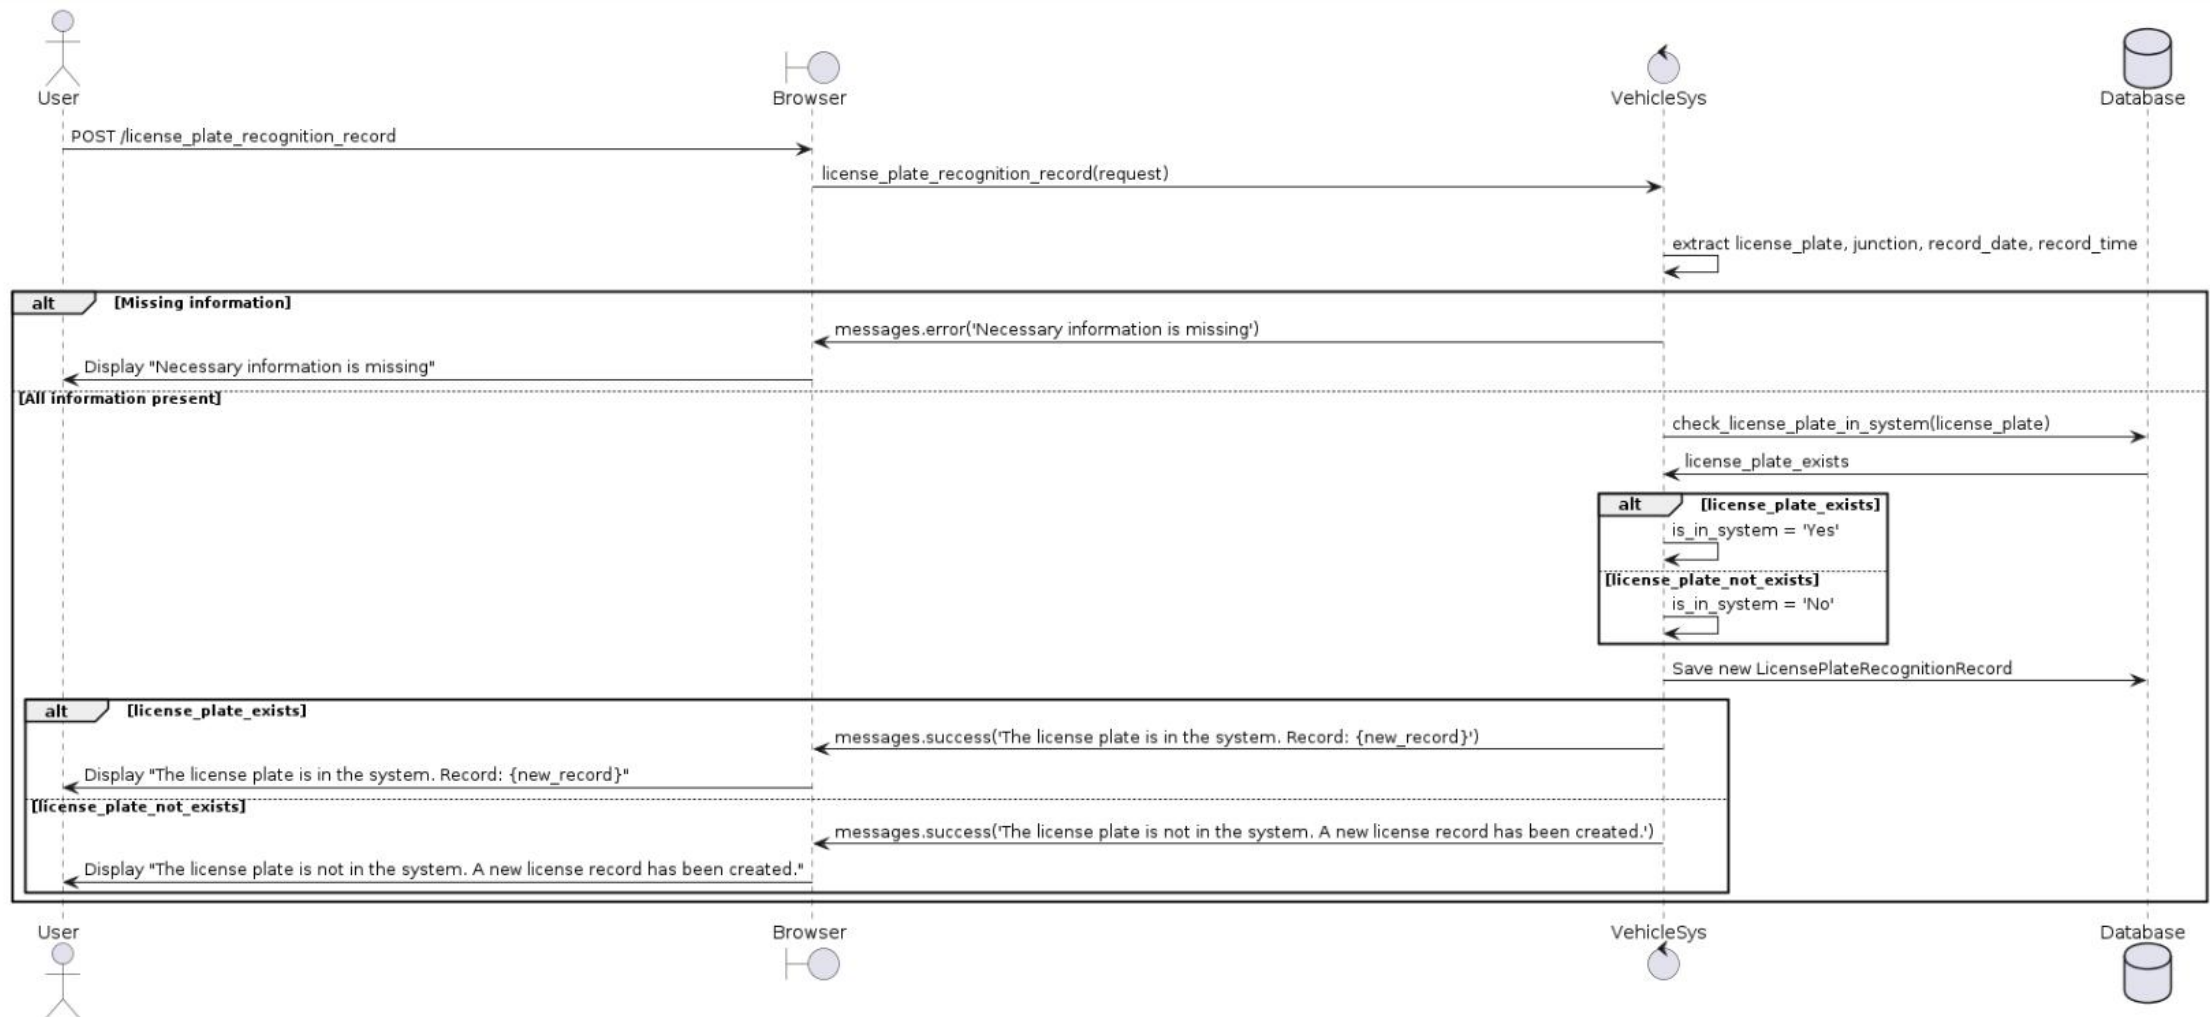 User
Browser
VehicleSys
Database
POST /license_plate_recognition_record
license_plate_recognition_record(request)
extract license_plate, junction, record_date, record_time
alt [Missing information]
messages.error('Necessary information is missing')
Display "Necessary information is missing"
[All information present]
check_license_plate_in_system(license_plate)
license_plate_exists
alt [license_plate_exists]
is_in_system = 'Yes'
[license_plate_not_exists]
is_in_system = 'No'
Save new LicensePlateRecognitionRecord
alt [license_plate_exists]
messages.success('The license plate is in the system. Record: {new_record}')
Display "The license plate is in the system. Record: {new_record}"
[license_plate_not_exists]
messages.success('The license plate is not in the system. A new license record has been created.')
Display "The license plate is not in the system. A new license record has been created."
User
Browser
VehicleSys
Database